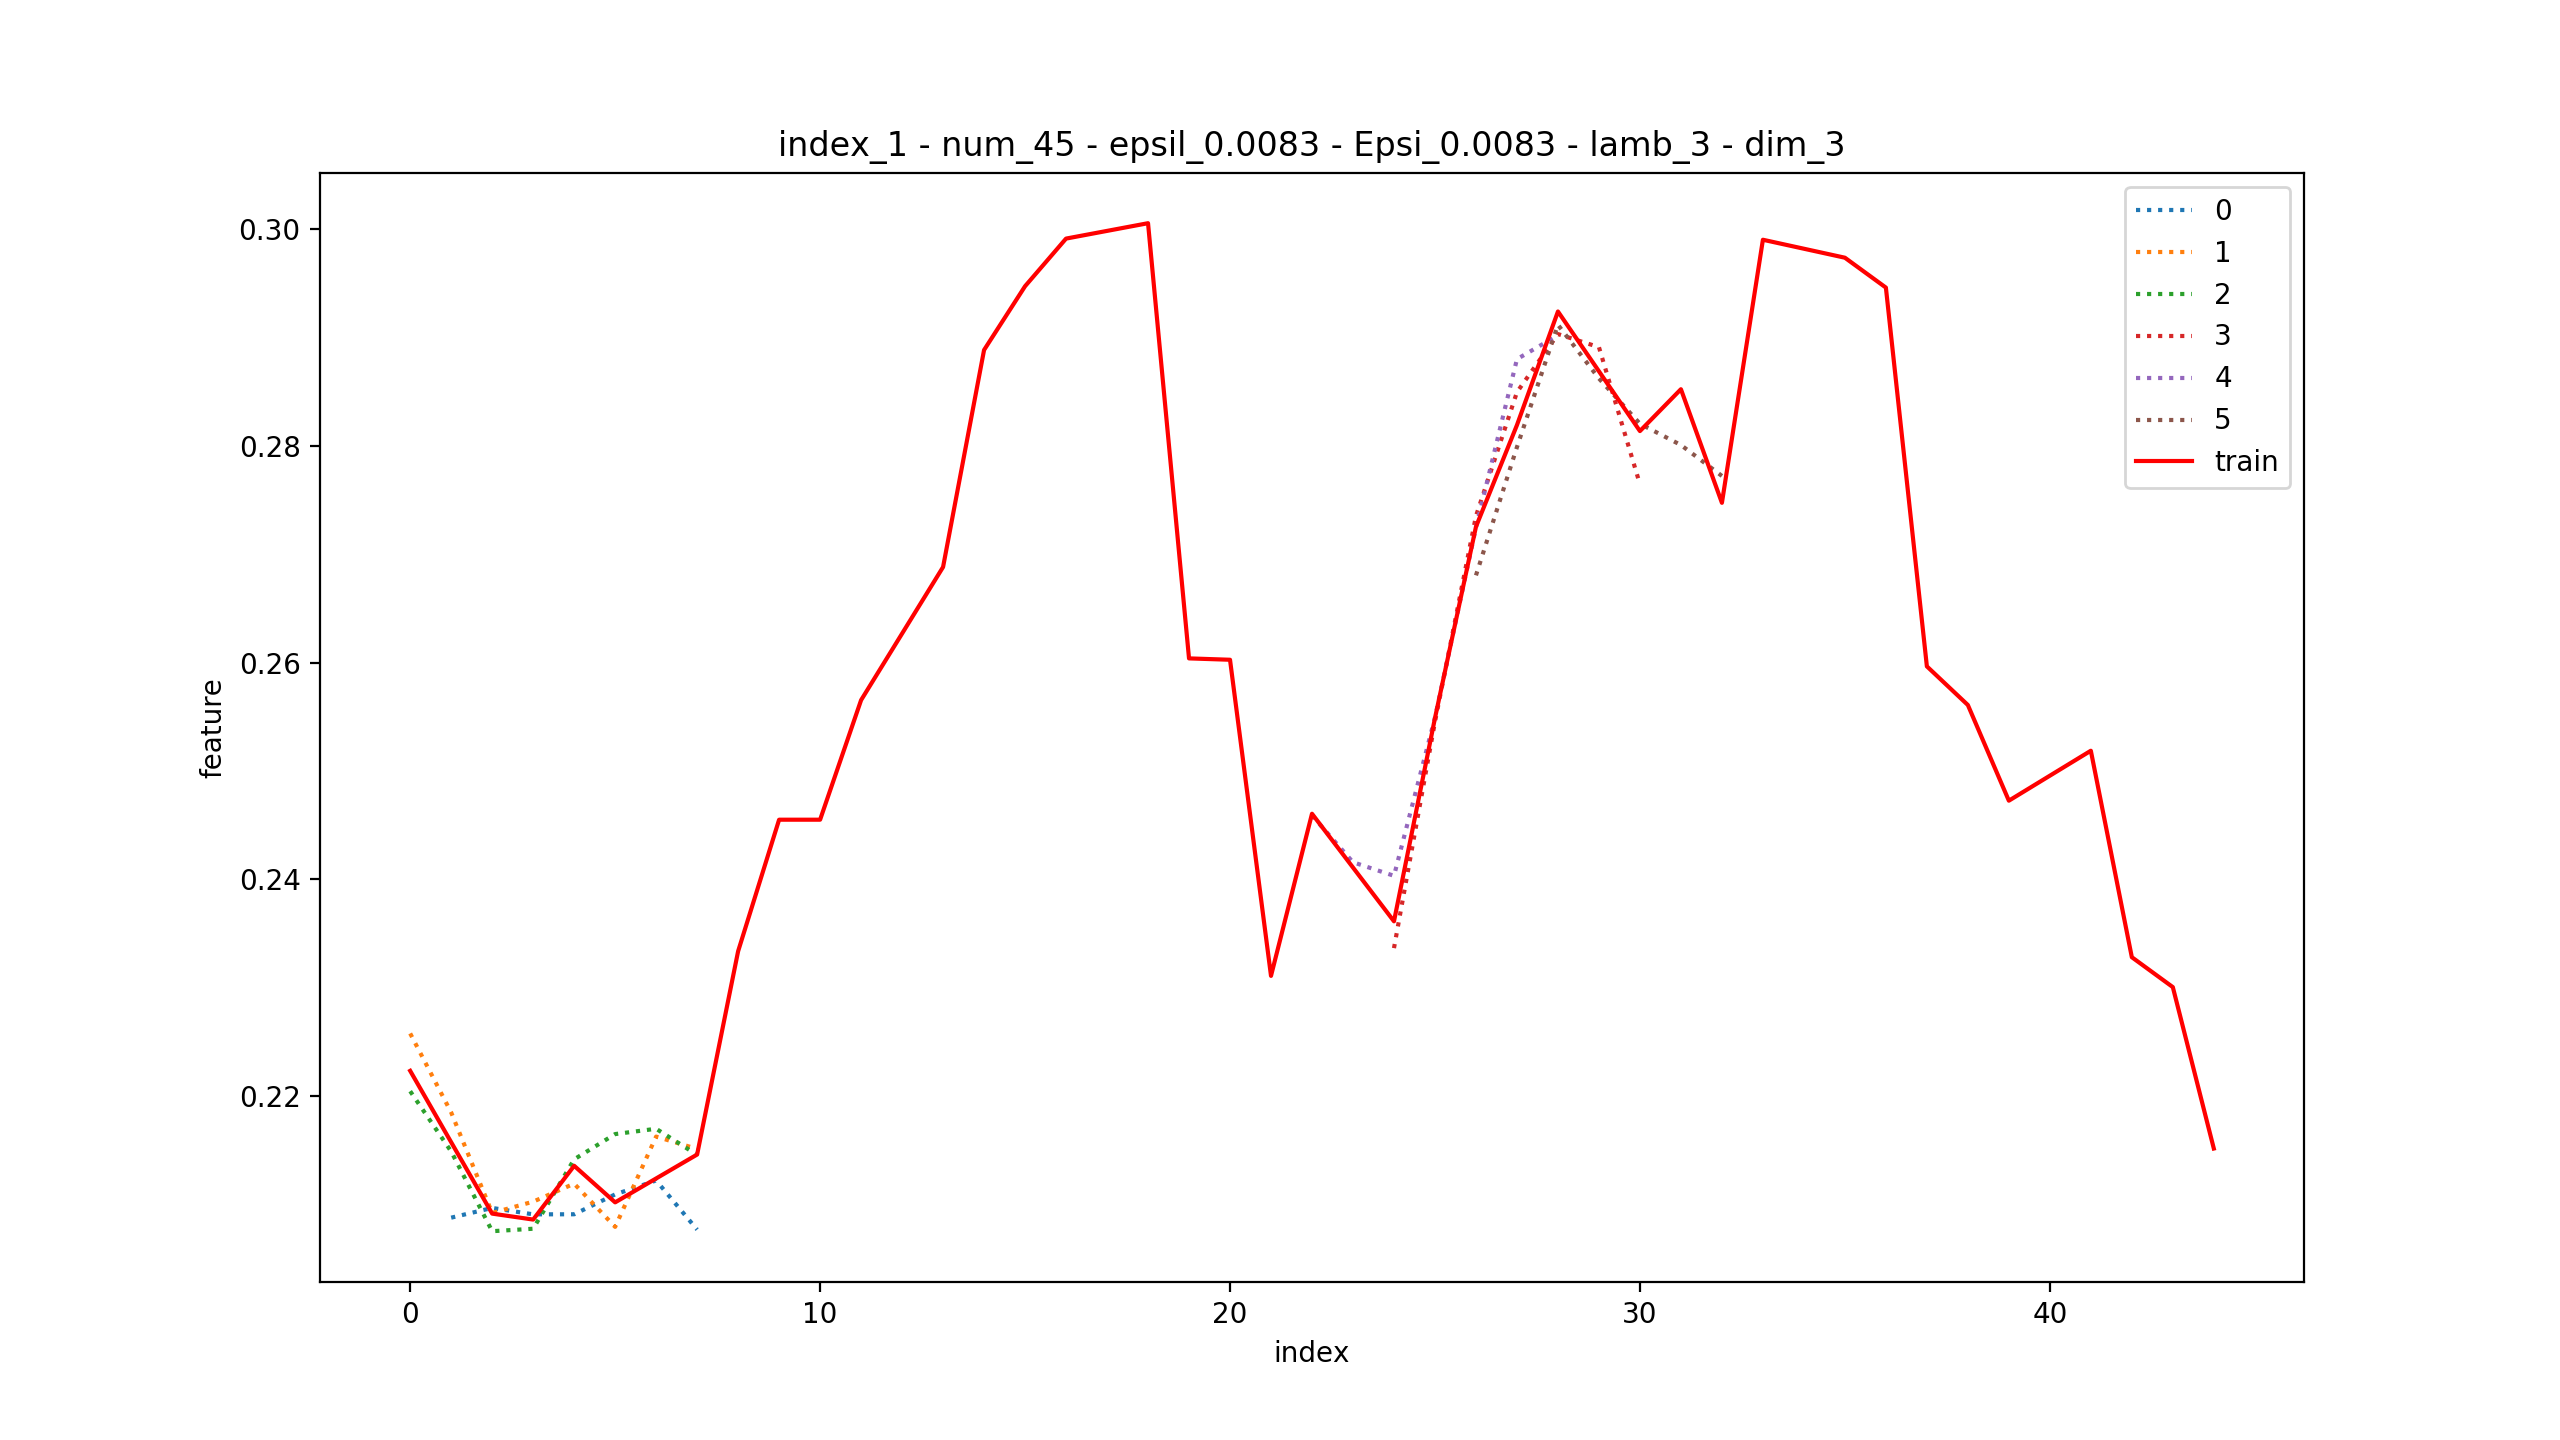 index_1 - num_45 - epsil_0.0083 - Epsi_0.0083 - lamb_3 - dim_3
0.30
0.28
0.26
0.24
0.22
feature
0
1
2
3
4
5
train
0 10 20 30 40
index